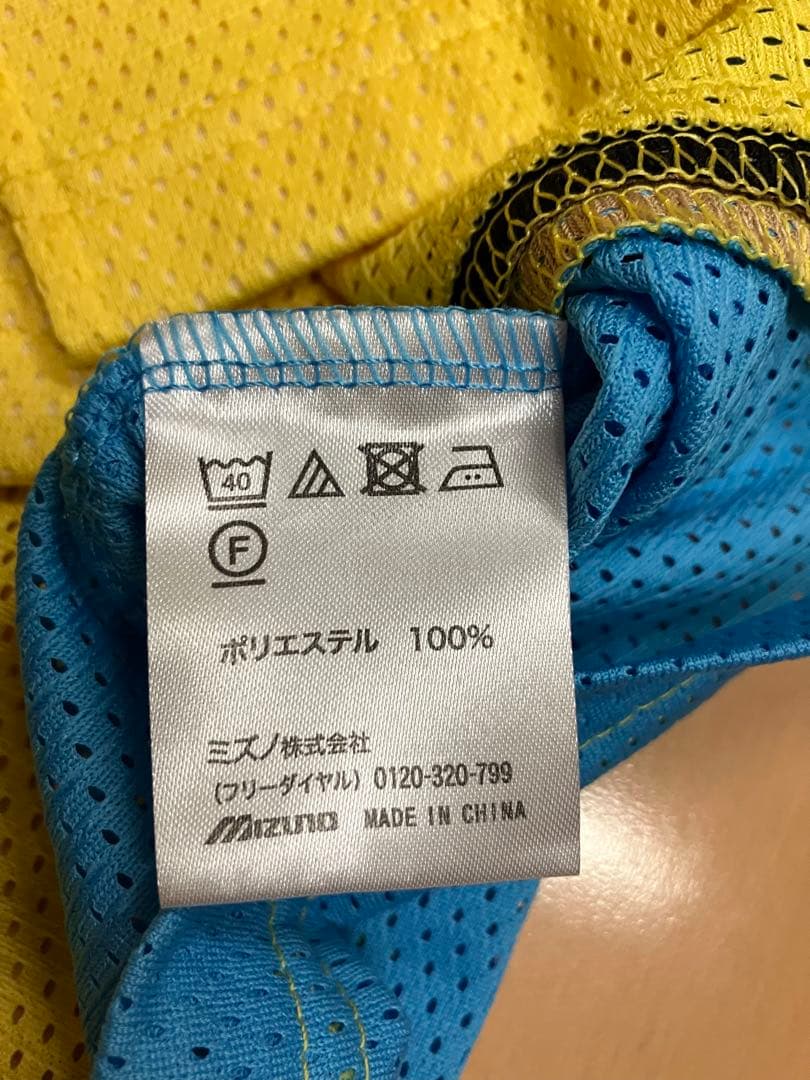 40
F
ポリエステル 100%
ミズノ株式会社
(フリーダイヤル) 0120-320-799
MIZUNO MADE IN CHINA